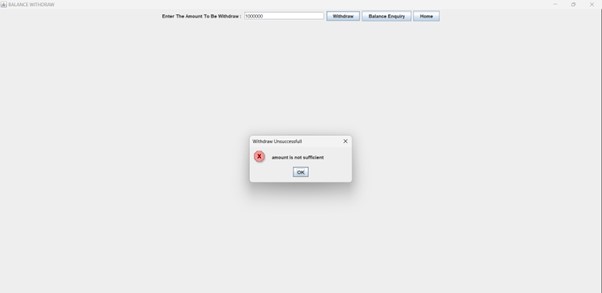 BALANCE WITHDRAW
Enter The Amount To Be Withdraw : 1000000 Withdraw Balance Enquiry Home
Withdraw Unsuccessfull
X amount is not sufficient
OK